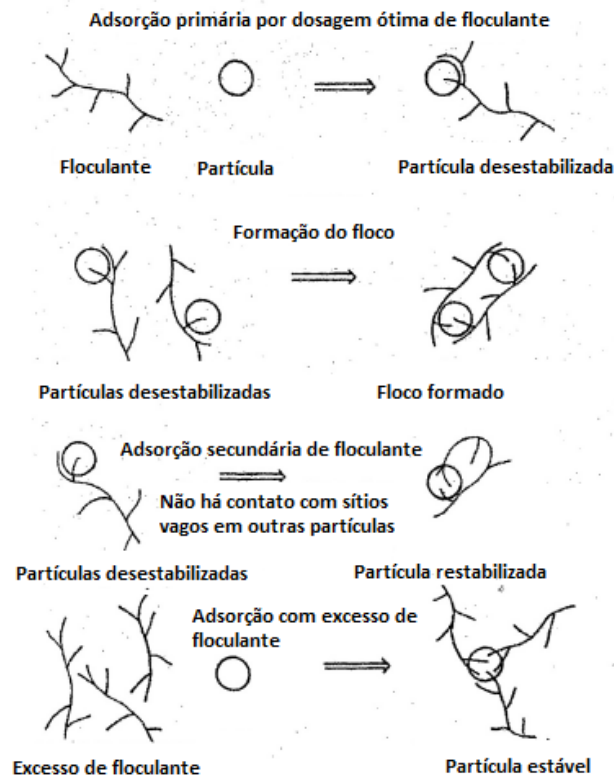 Adsorção primária por dosagem ótima de floculante
Floculante
Partícula
Partícula desestabilizada
Formação do floco
Partículas desestabilizadas
Floco formado
Adsorção secundária de floculante
Não há contato com sítios
vagos em outras partículas
Partículas desestabilizadas
Partícula restabilizada
Adsorção com excesso de
floculante
Excesso de floculante
Partícula estável